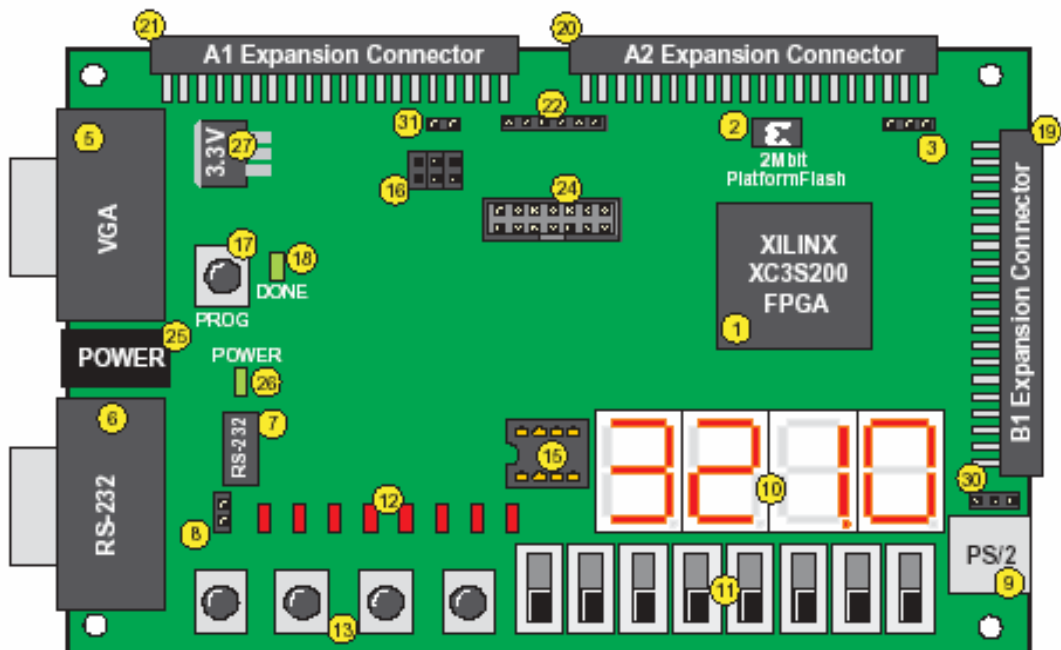 21
A1 Expansion Connector
20
A2 Expansion Connector
5
VGA
3.3V
27
31
22
2
2Mbit
PlatformFlash
3
19
B1 Expansion Connector
16
24
17
PROG
18
DONE
XILINX
XC3S200
FPGA
1
25
POWER
POWER
26
6
RS-232
7
RS-232
8
12
15
3210
10
30
PS/2
9
13
11